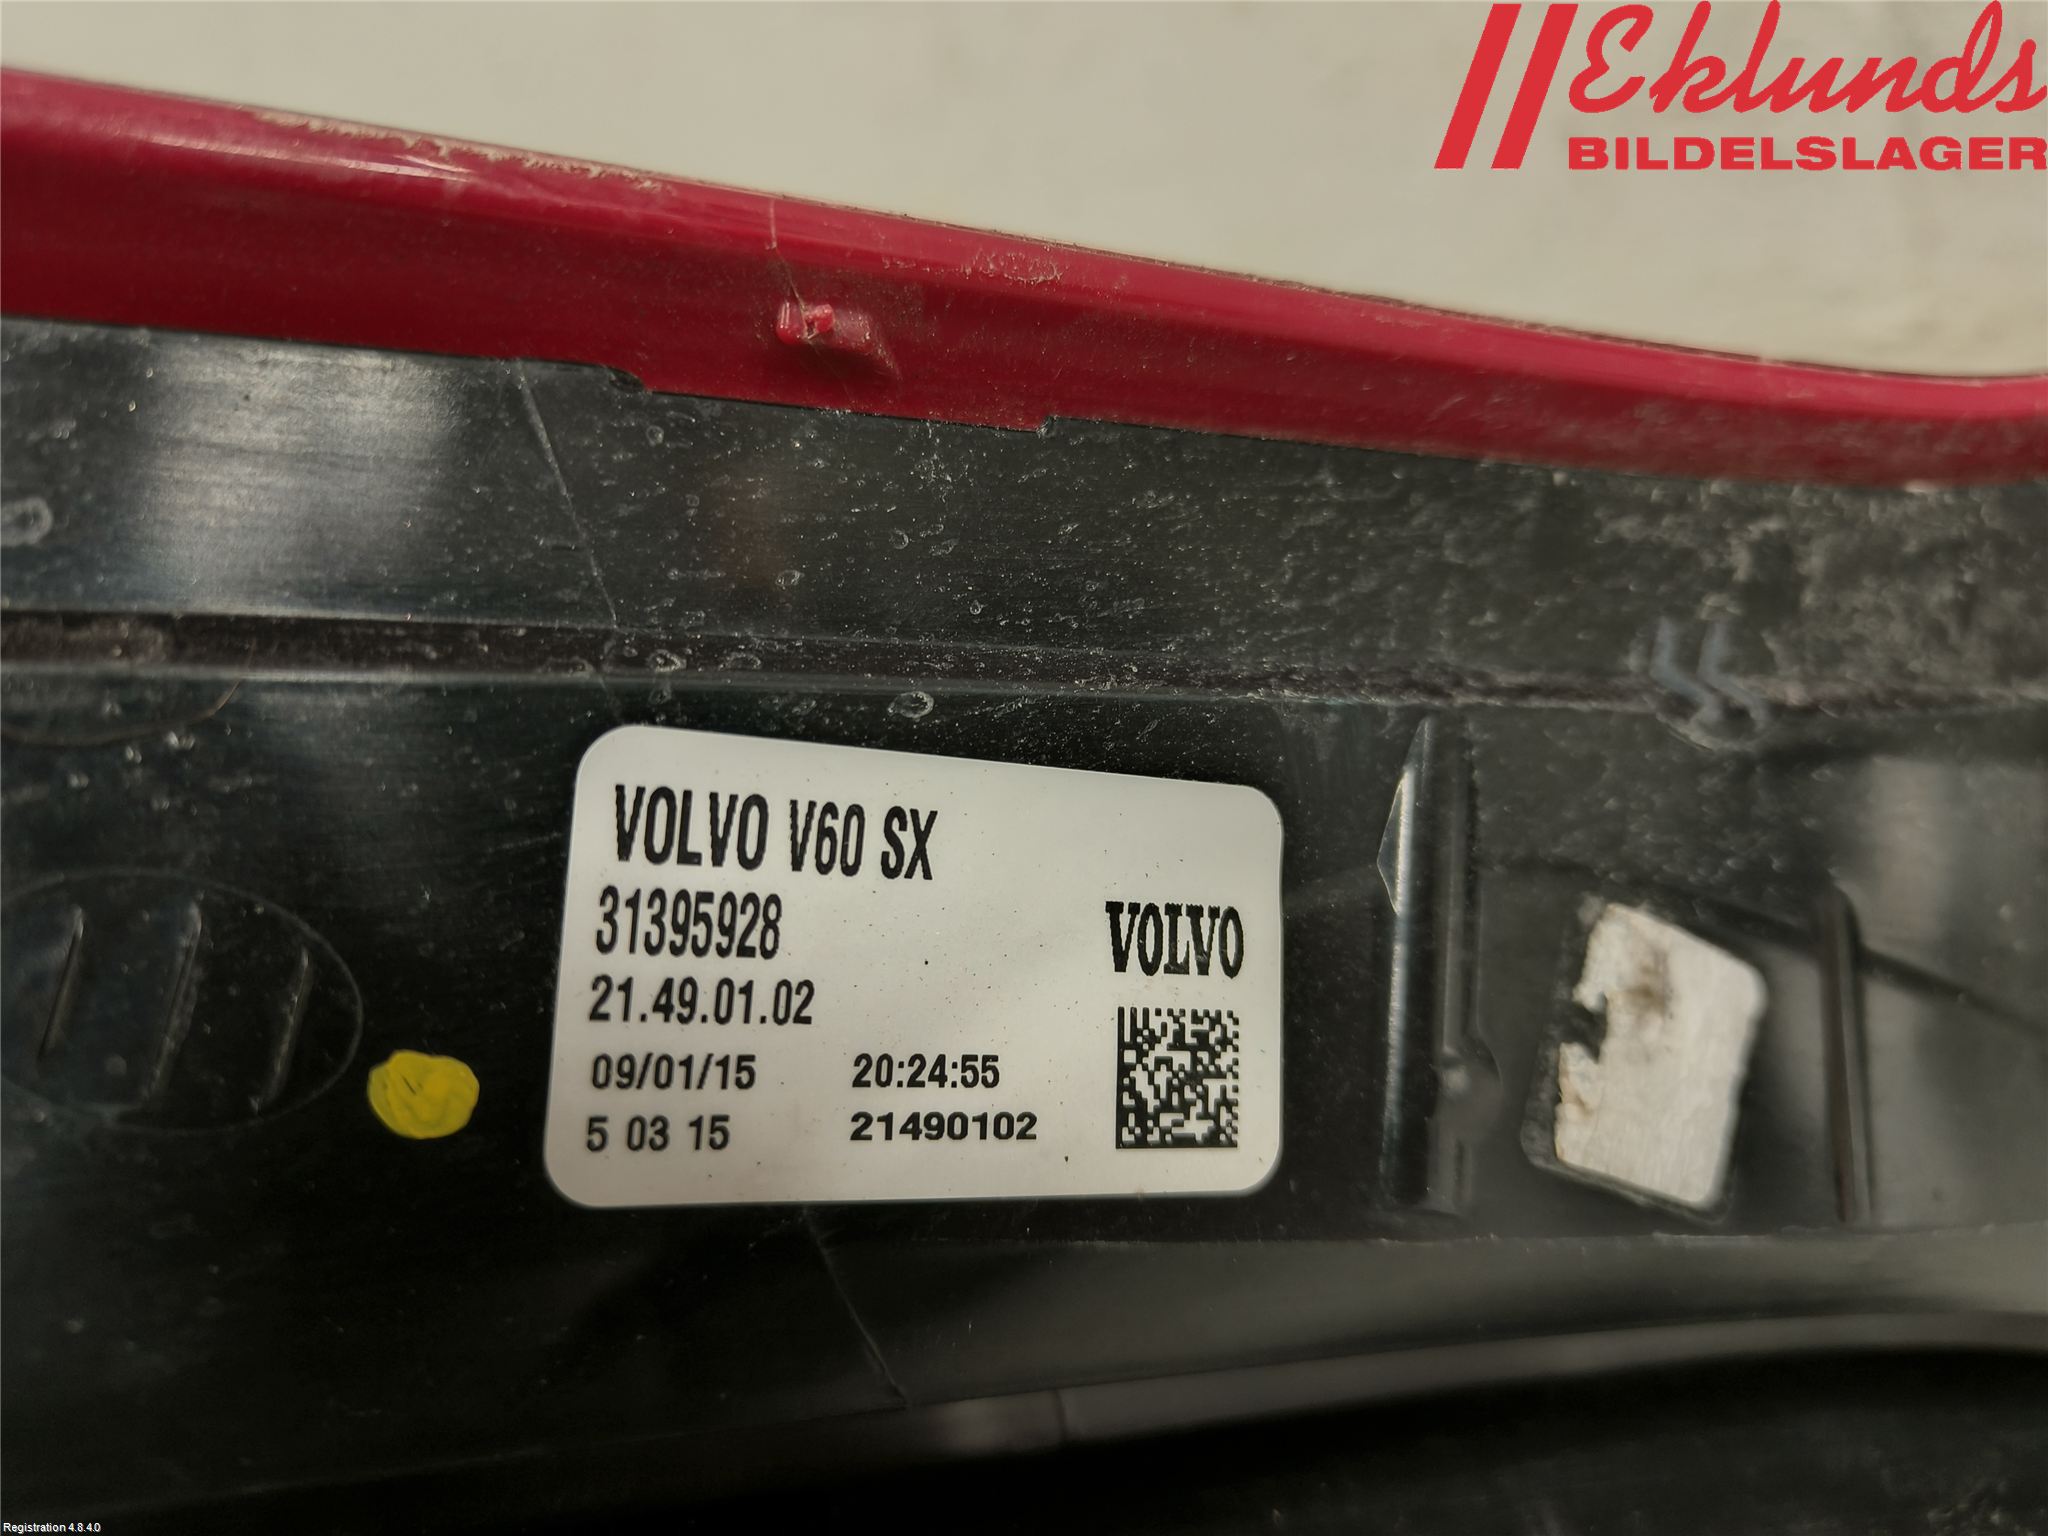 Eklunds
BILDELSLAGER
VOLVO V60 SX
31395928
VOLVO
21.49.01.02
09/01/15 20:24:55
5 03 15 21490102
Registration 4.8.4.0